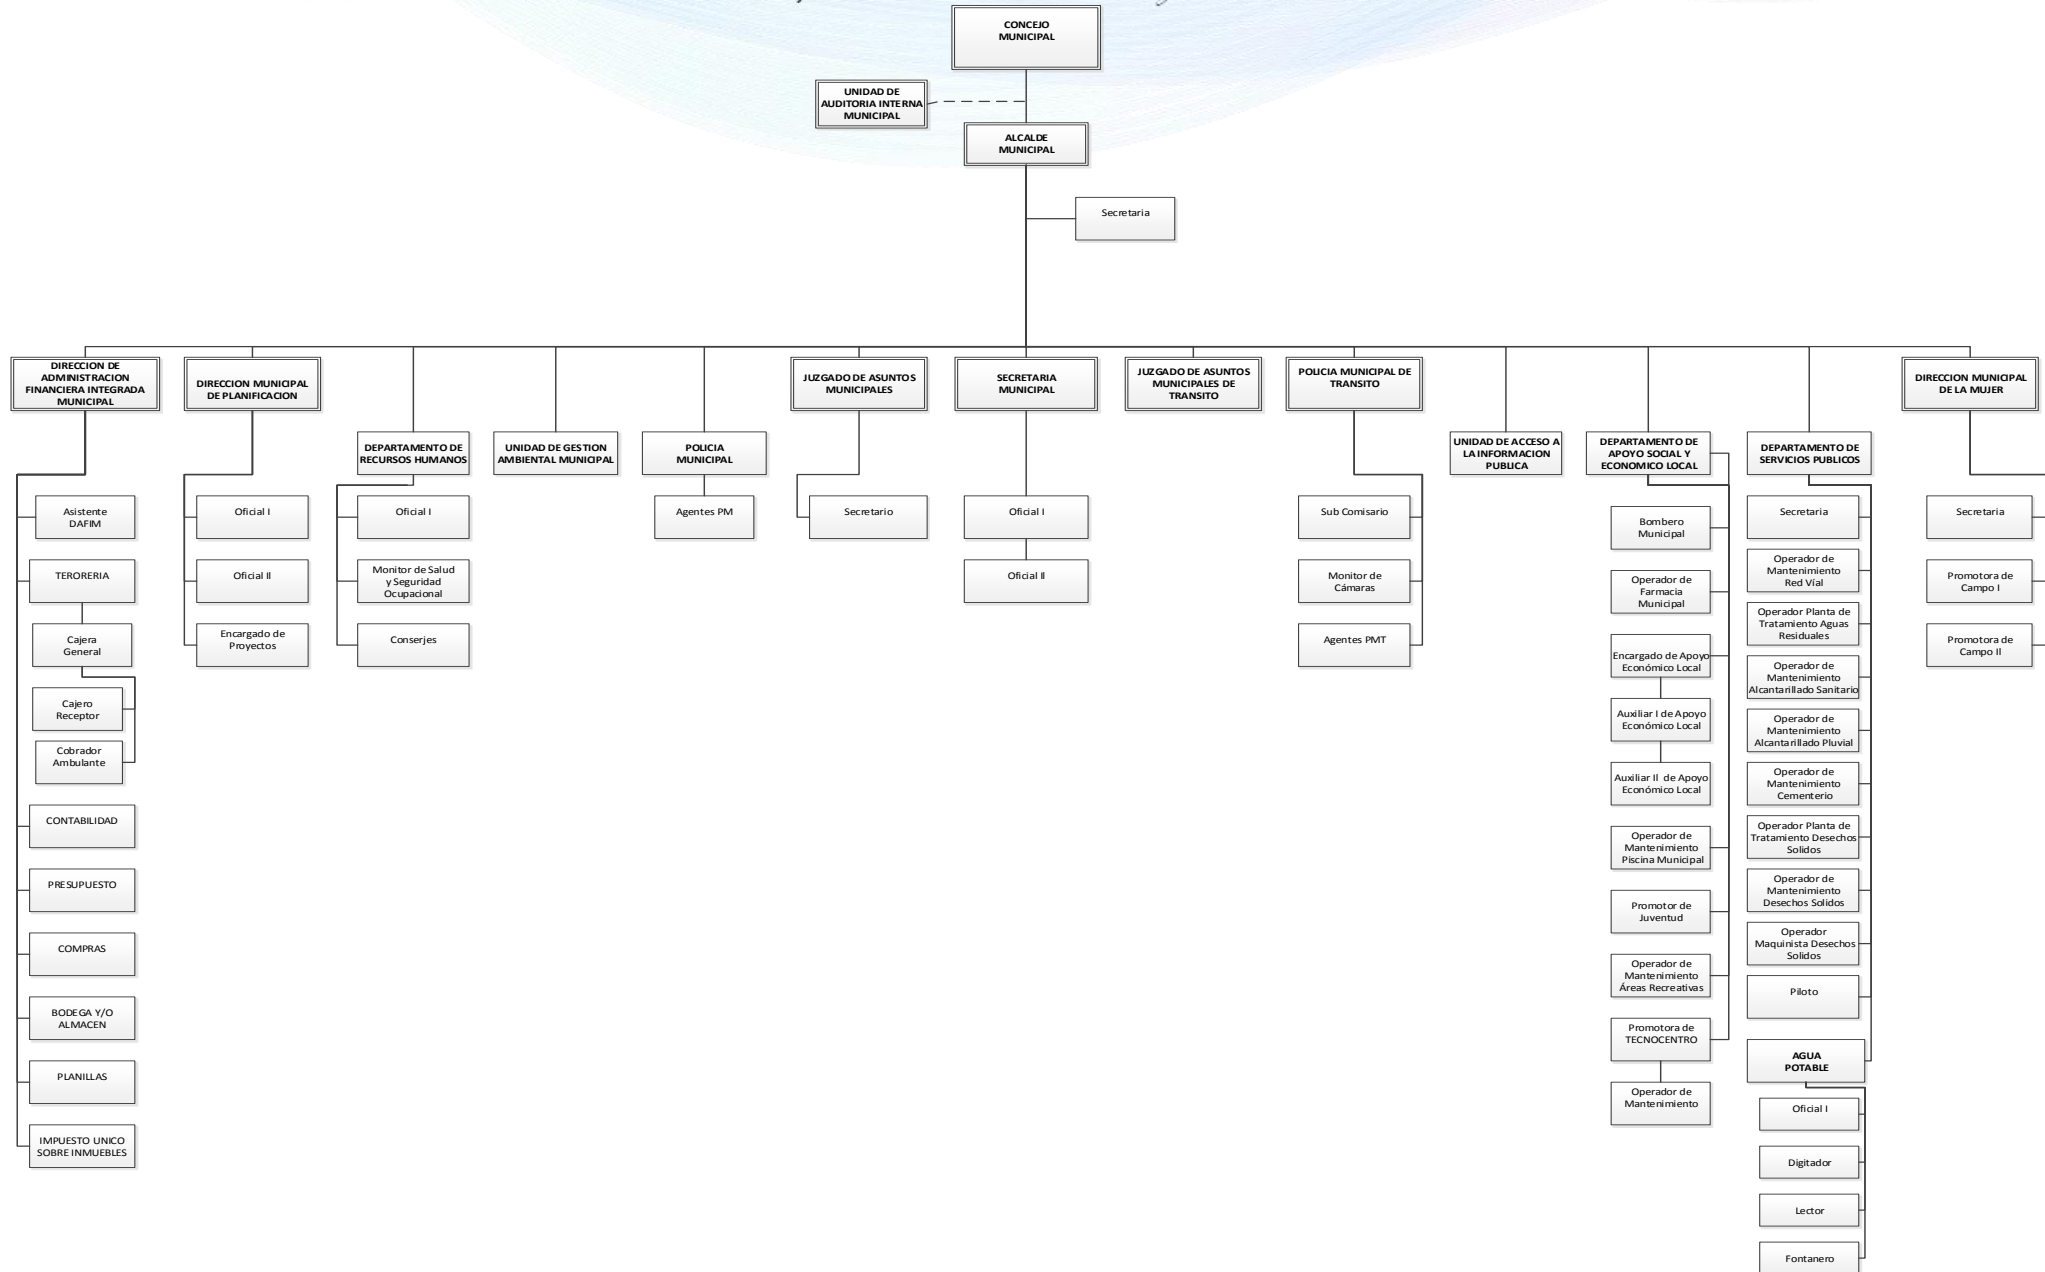 CONCEJO
MUNICIPAL
UNIDAD DE
AUDITORIA INTERNA
MUNICIPAL
ALCALDE
MUNICIPAL
Secretaria
DIRECCION DE
ADMINISTRACION
FINANCIERA INTEGRADA
MUNICIPAL
Asistente
DAFIM
TERORERIA
Cajera
General
Cajero
Receptor
Cobrador
Ambulante
CONTABILIDAD
PRESUPUESTO
COMPRAS
BODEGA Y/O
ALMACEN
PLANILLAS
IMPUESTO UNICO
SOBRE INMUEBLES
DIRECCION MUNICIPAL
DE PLANIFICACION
Oficial I
Oficial II
Encargado de
Proyectos
DEPARTAMENTO DE
RECURSOS HUMANOS
Oficial I
Monitor de Salud
y Seguridad
Ocupacional
Conserjes
UNIDAD DE GESTION
AMBIENTAL MUNICIPAL
POLICIA
MUNICIPAL
Agentes PM
JUZGADO DE ASUNTOS
MUNICIPALES
Secretario
SECRETARIA
MUNICIPAL
Oficial I
Oficial II
JUZGADO DE ASUNTOS
MUNICIPALES DE
TRANSITO
POLICIA MUNICIPAL DE
TRANSITO
Sub Comisario
Monitor de
Cámaras
Agentes PMT
UNIDAD DE ACCESO A
LA INFORMACION
PUBLICA
DEPARTAMENTO DE
APOYO SOCIAL Y
ECONOMICO LOCAL
Bombero
Municipal
Operador de
Farmacia
Municipal
Encargado de Apoyo
Económico Local
Auxiliar I de Apoyo
Económico Local
Auxiliar II de Apoyo
Económico Local
Operador de
Mantenimiento
Piscina Municipal
Promotor de
Juventud
Operador de
Mantenimiento
Áreas Recreativas
Promotora de
TECNOCENTRO
Operador de
Mantenimiento
DEPARTAMENTO DE
SERVICIOS PUBLICOS
Secretaria
Operador de
Mantenimiento
Red Víal
Operador Planta de
Tratamiento Aguas
Residuales
Operador de
Mantenimiento
Alcantarillado Sanitario
Operador de
Mantenimiento
Alcantarillado Pluvial
Operador de
Mantenimiento
Cementerio
Operador Planta de
Tratamiento Desechos
Solidos
Operador de
Mantenimiento
Desechos Solidos
Operador
Maquinista Desechos
Solidos
Piloto
AGUA
POTABLE
Oficial I
Digitador
Lector
Fontanero
DIRECCION MUNICIPAL
DE LA MUJER
Secretaria
Promotora de
Campo I
Promotora de
Campo II